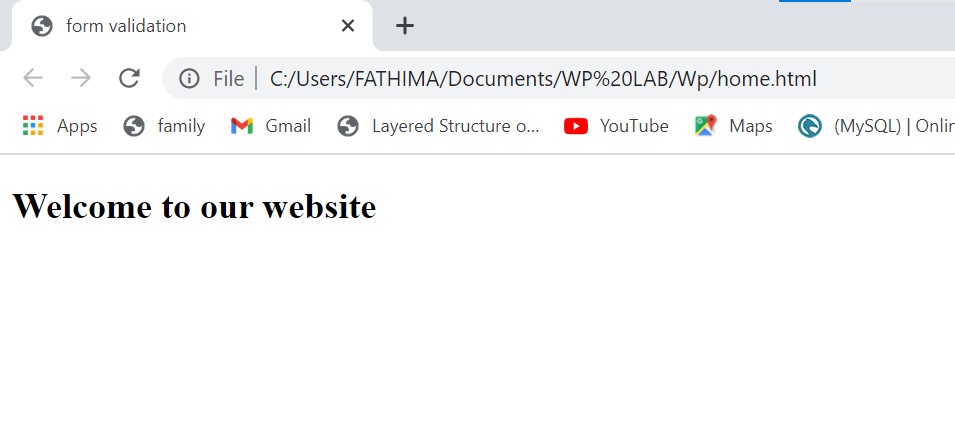 form validation
File C:/Users/FATHIMA/Documents/WP%20LAB/Wp/home.html
Apps family Gmail Layered Structure o... YouTube Maps (MySQL) | Onlin
Welcome to our website